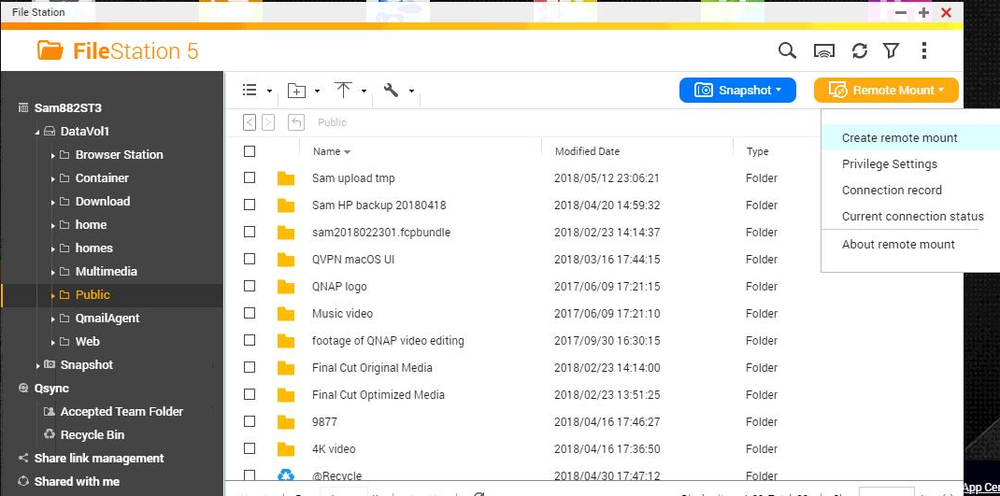 File Station
FileStation 5
Snapshot
Remote Mount
Sam882ST3
DataVol1
Browser Station
Container
Download
home
homes
Multimedia
Public
QmailAgent
Web
Snapshot
Qsync
Accepted Team Folder
Recycle Bin
Share link management
Shared with me
Public
Name Modified Date Type
Sam upload tmp 2018/05/12 23:06:21 Folder
Sam HP backup 20180418 2018/04/20 14:59:32 Folder
sam2018022301.fcpbundle 2018/02/23 14:14:37 Folder
QVPN macOS UI 2018/03/16 17:44:15 Folder
QNAP logo 2017/06/09 17:21:15 Folder
Music video 2017/06/09 17:21:10 Folder
footage of QNAP video editing 2017/09/30 16:30:15 Folder
Final Cut Original Media 2018/02/23 14:14:00 Folder
Final Cut Optimized Media 2018/02/23 13:51:25 Folder
9877 2018/04/16 17:46:27 Folder
4K video 2018/04/16 17:36:50 Folder
@Recycle 2018/04/16 17:47:12 Folder
Create remote mount
Privilege Settings
Connection record
Current connection status
About remote mount
App Cen